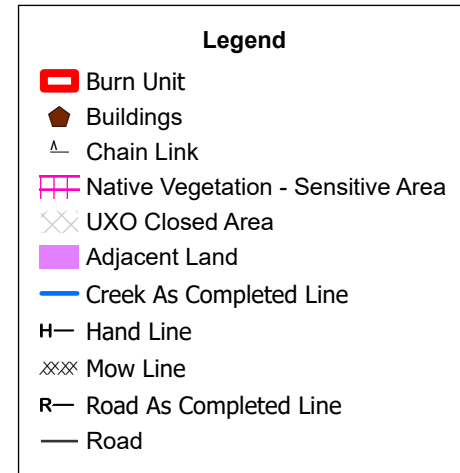 Legend
Burn Unit
Buildings
Chain Link
Native Vegetation - Sensitive Area
UXO Closed Area
Adjacent Land
Creek As Completed Line
H— Hand Line
Mow Line
R— Road As Completed Line
Road